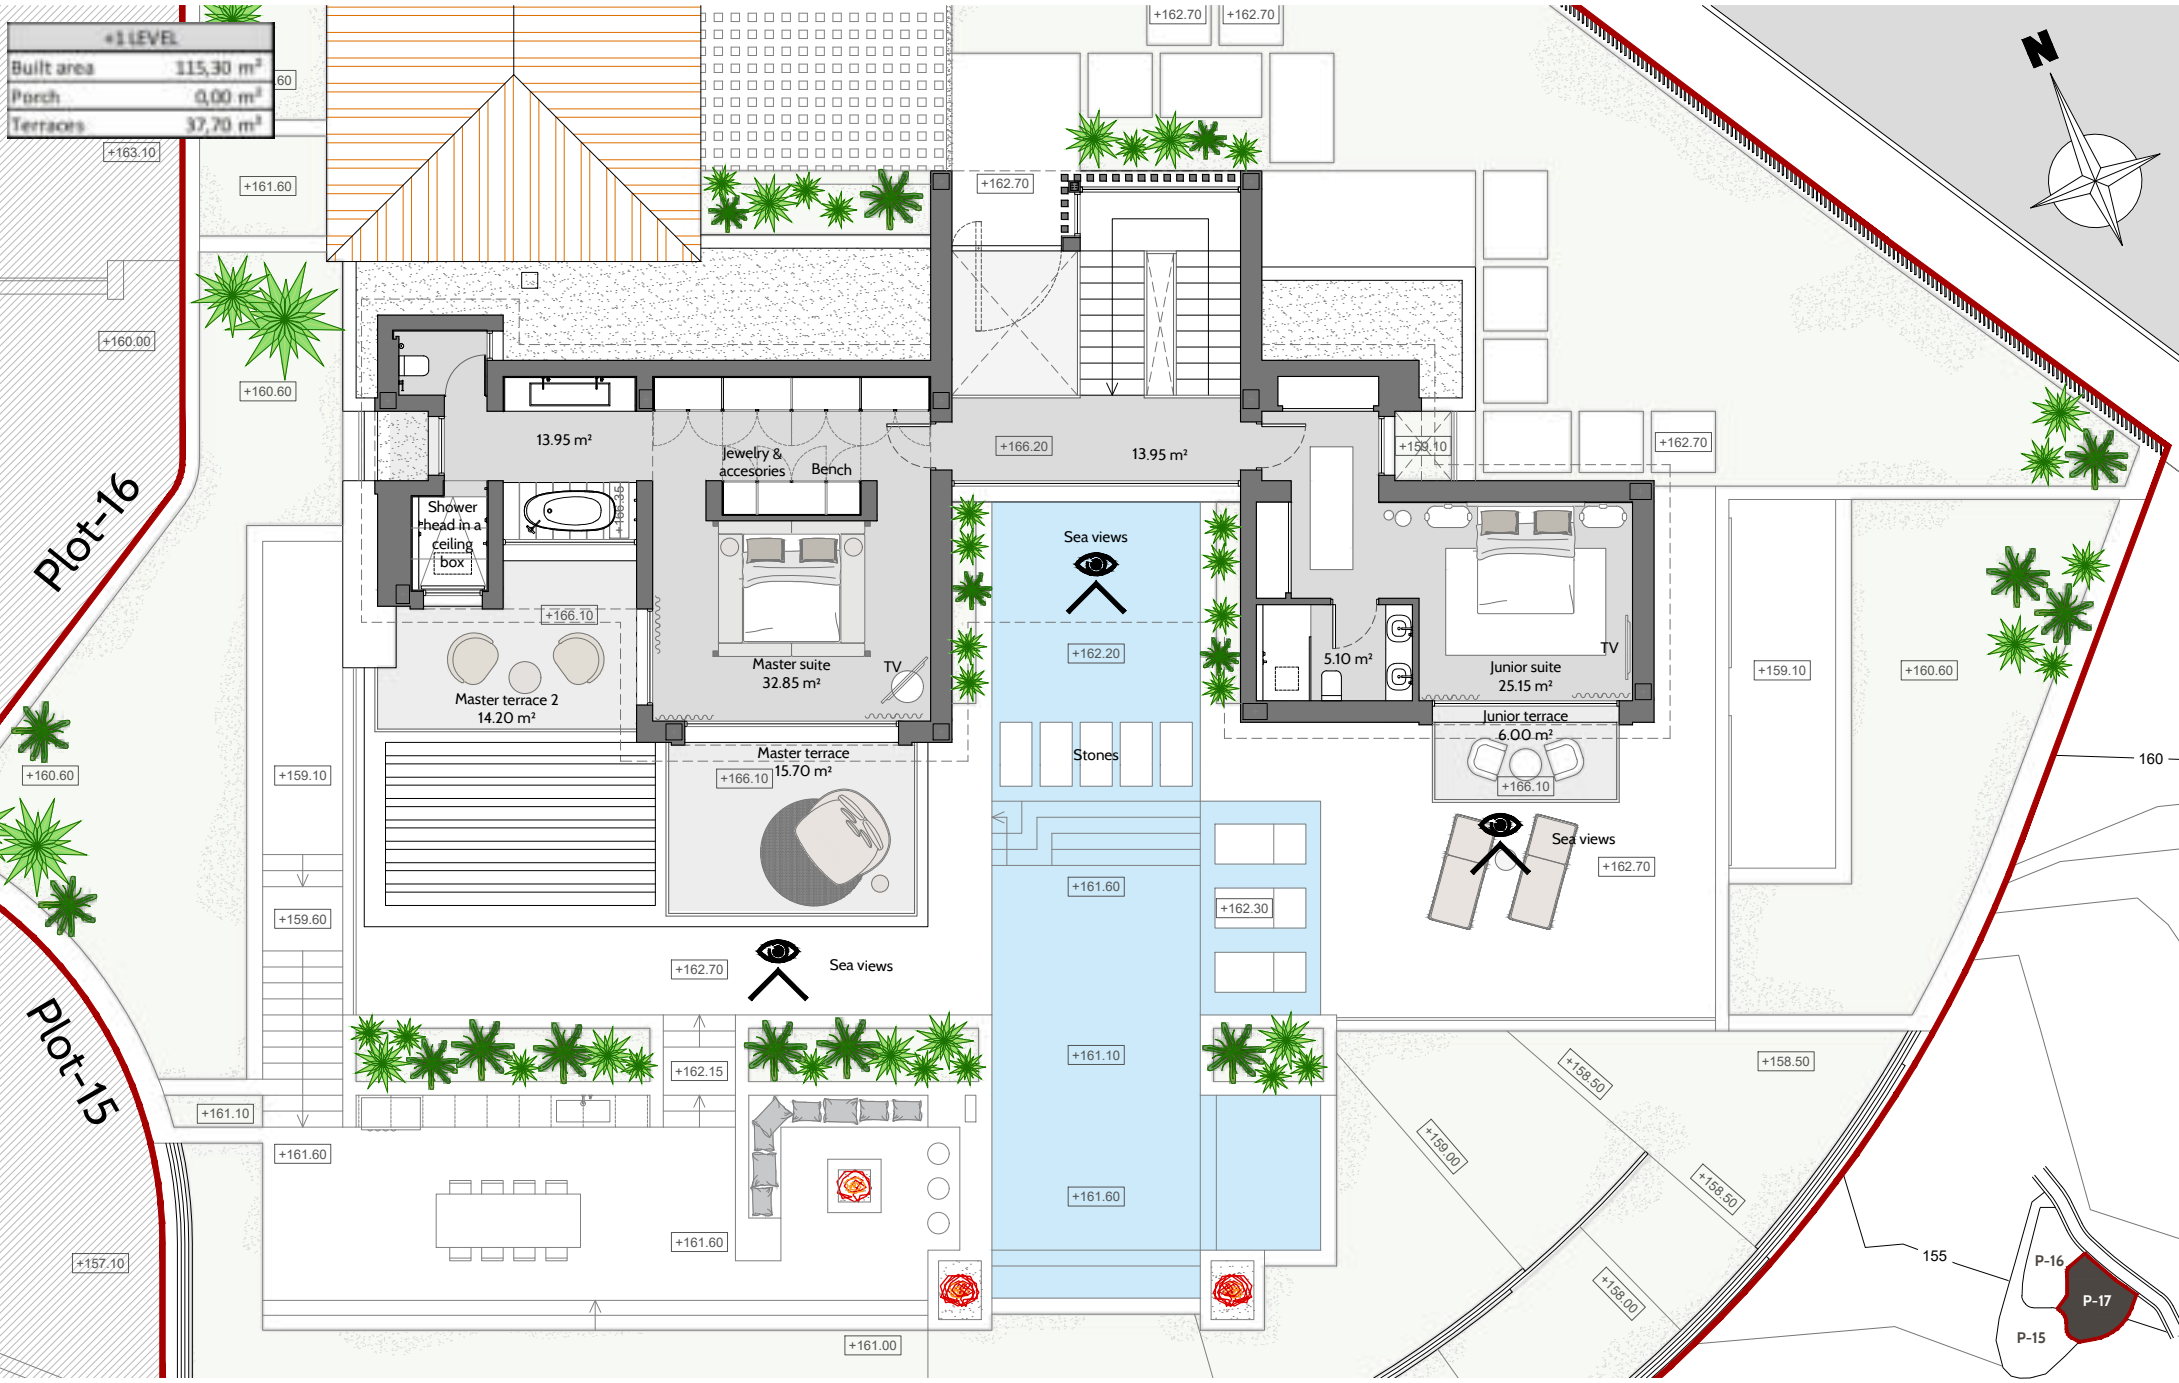 +1 LEVEL
Built area 115,30 m²
Porch 0,00 m²
Terraces 37,70 m²
.60
+163.10
+161.60
+160.00
+160.60
Plot-16
+162.70
+162.70
+162.70
N
13.95 m²
Jewelry &
accesories
Bench
+166.20
13.95 m²
+159.10
+162.70
Shower
head in a
ceiling
box
+166.35
+166.10
Sea views
+162.20
Master suite
32.85 m²
TV
Master terrace 2
14.20 m²
5.10 m²
Junior suite
25.15 m²
TV
+159.10
+160.60
Junior terrace
6.00 m²
+166.10
Master terrace
15.70 m²
+166.10
Stones
+160.60
+159.10
160
Sea views
+162.70
+161.60
+162.30
+159.60
Sea views
+162.70
Plot-15
+161.10
+162.15
+161.10
+158.50
+158.50
+159.00
+158.50
+158.00
+161.60
+161.60
+161.60
+157.10
+161.00
155
P-16
P-17
P-15